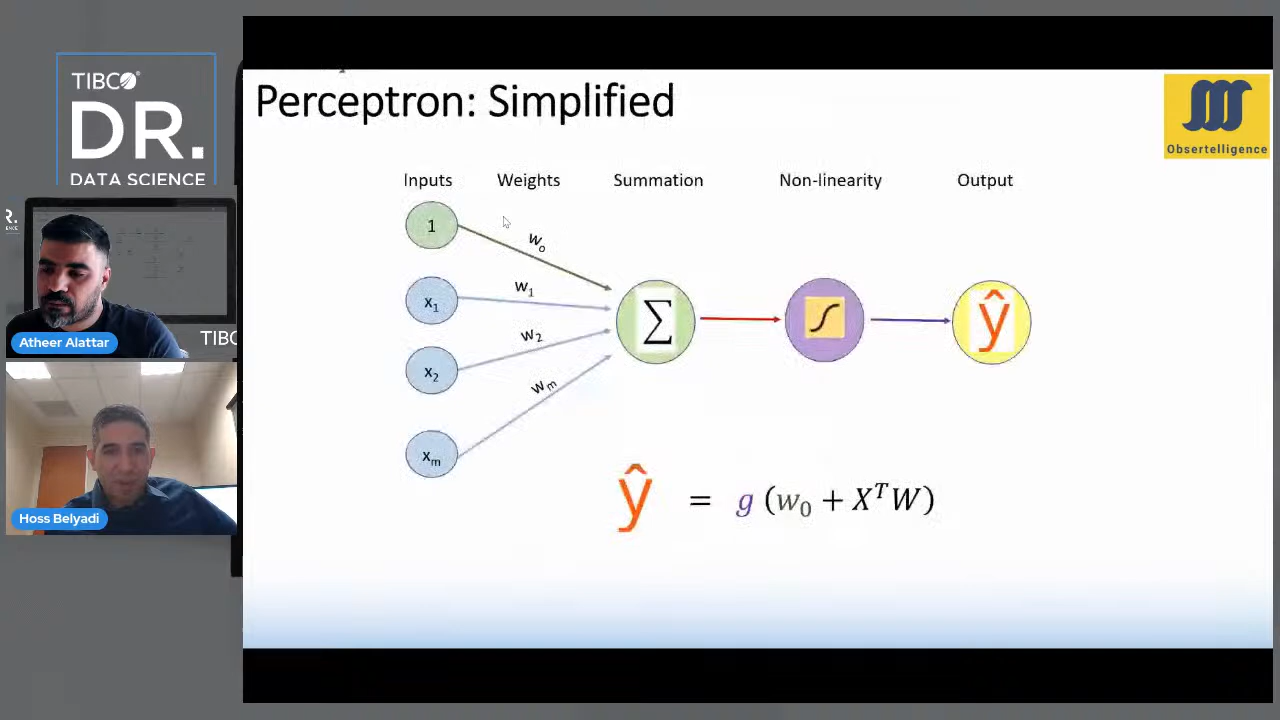 TIBCO®
DR.
DATA SCIENCE
Atheer Alattar
TIBC
Hoss Belyadi
Perceptron: Simplified
Obsertelligence
Inputs Weights Summation Non-linearity Output
1
w₀
x₁
w₁
x₂
w₂
xₘ
wₘ
∑
ŷ
ŷ = g (w₀ + XᵀW)